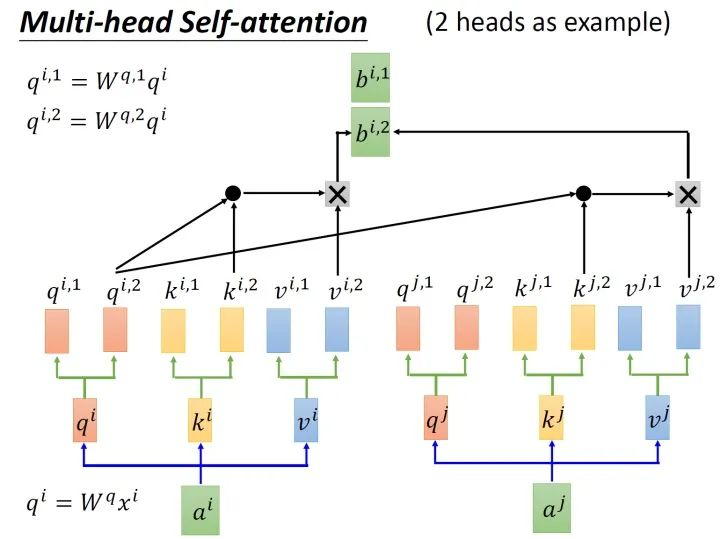 Multi-head Self-attention (2 heads as example)
q^{i,1} = W^{q,1}q^i
q^{i,2} = W^{q,2}q^i
b^{i,1}
b^{i,2}
q^{i,1} q^{i,2} k^{i,1} k^{i,2} v^{i,1} v^{i,2} q^{j,1} q^{j,2} k^{j,1} k^{j,2} v^{j,1} v^{j,2}
q^i k^i v^i q^j k^j v^j
q^i = W^q x^i
a^i a^j